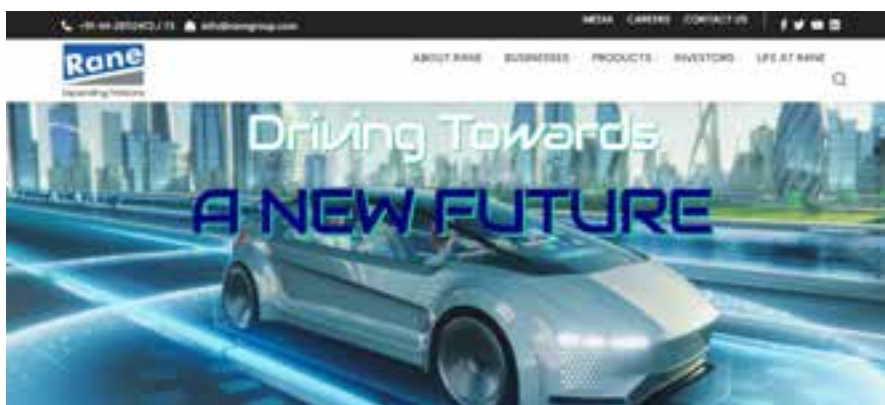 MEDIA CAREERS CONTACT US
Rane
Expanding Horizons
ABOUT RANE BUSINESSES PRODUCTS INVESTORS LIFE AT RANE
Driving Towards
A NEW FUTURE